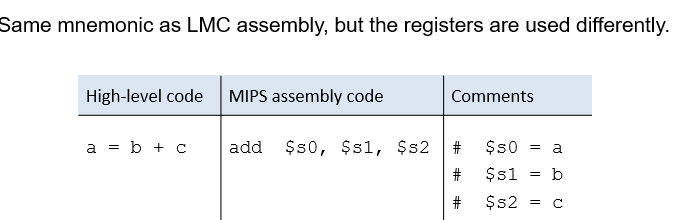 Same mnemonic as LMC assembly, but the registers are used differently.
High-level code MIPS assembly code Comments
a = b + c add $s0, $s1, $s2 # $s0 = a
# $s1 = b
# $s2 = c